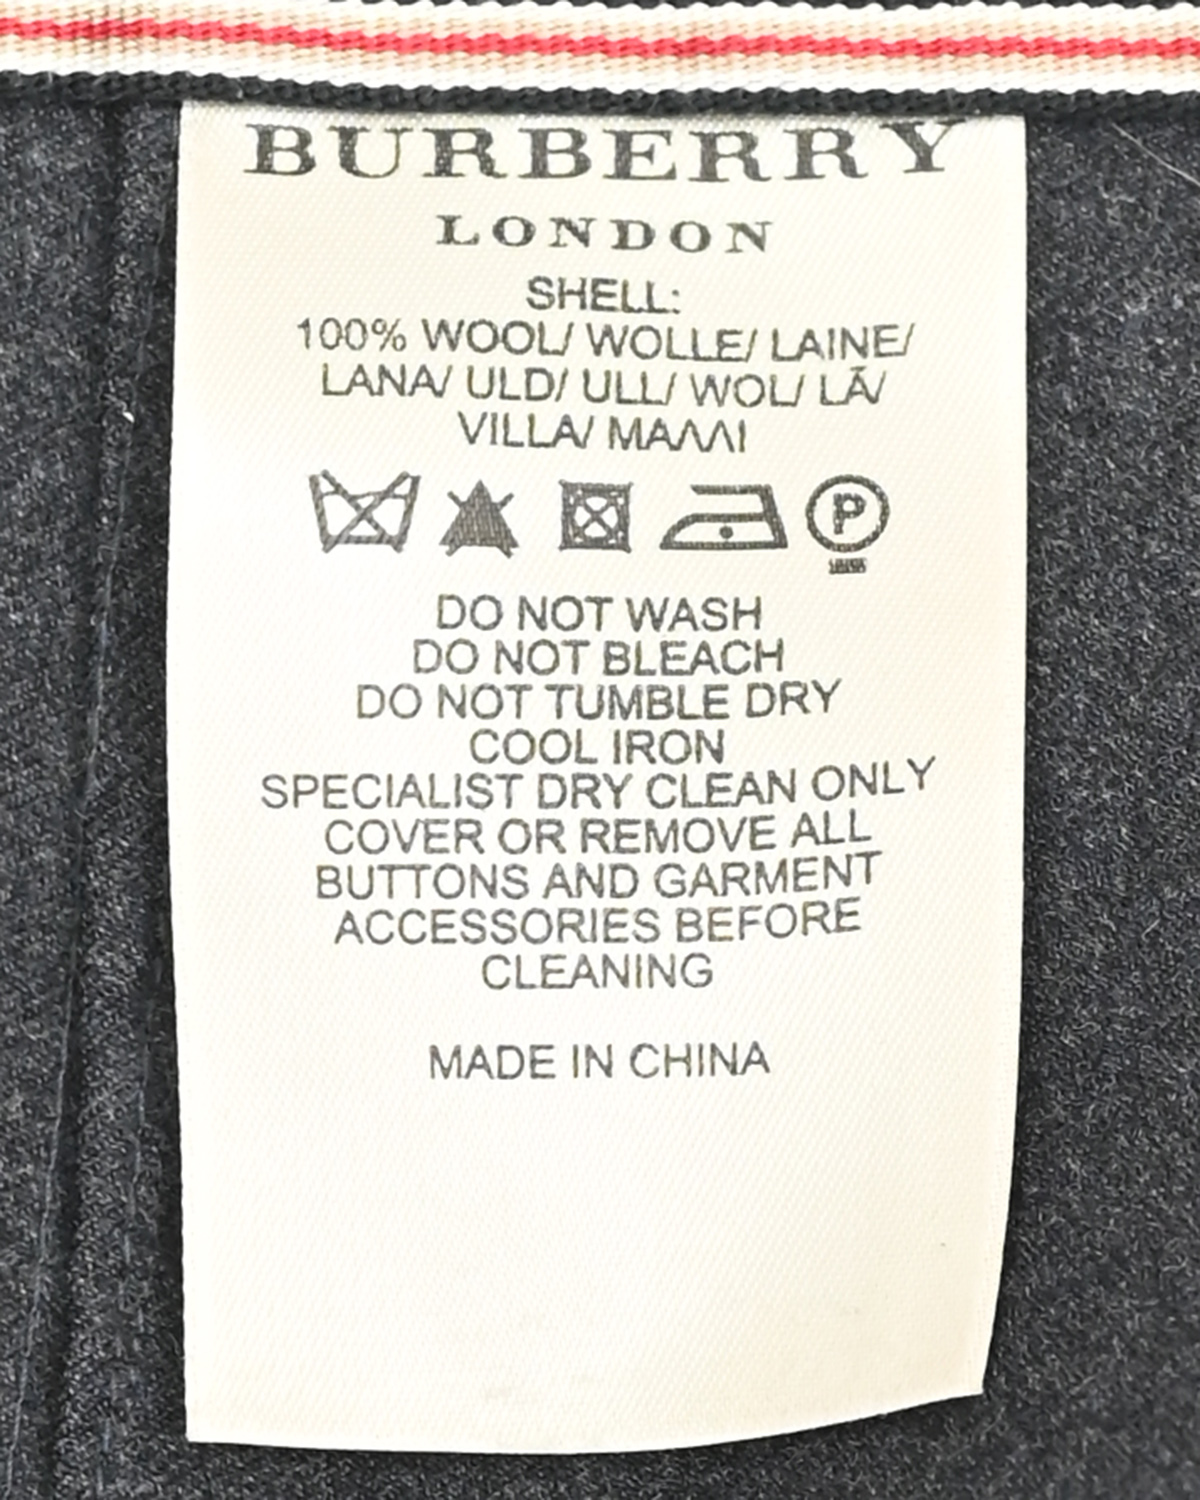 BURBERRY
LONDON
SHELL:
100% WOOL/ WOLLE/ LAINE/
LANA/ ULD/ ULL/ WOL/ LÃ/
VILLA/ ΜΑΛΛΙ
P
DO NOT WASH
DO NOT BLEACH
DO NOT TUMBLE DRY
COOL IRON
SPECIALIST DRY CLEAN ONLY
COVER OR REMOVE ALL
BUTTONS AND GARMENT
ACCESSORIES BEFORE
CLEANING
MADE IN CHINA